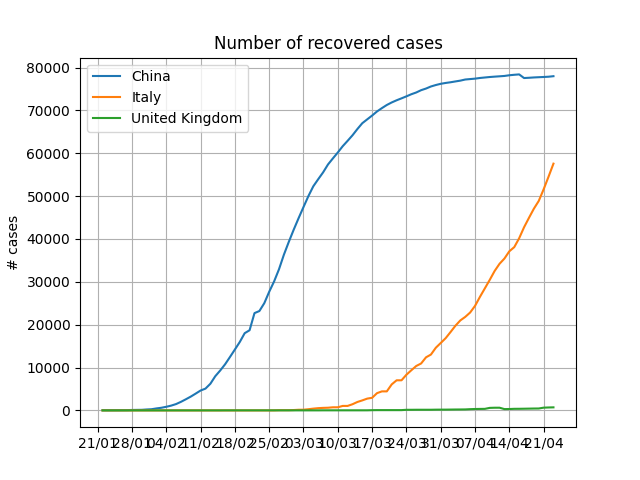 Number of recovered cases
China
Italy
United Kingdom
# cases
80000
70000
60000
50000
40000
30000
20000
10000
0
21/01 28/01 04/02 11/02 18/02 25/02 03/03 10/03 17/03 24/03 31/03 07/04 14/04 21/04